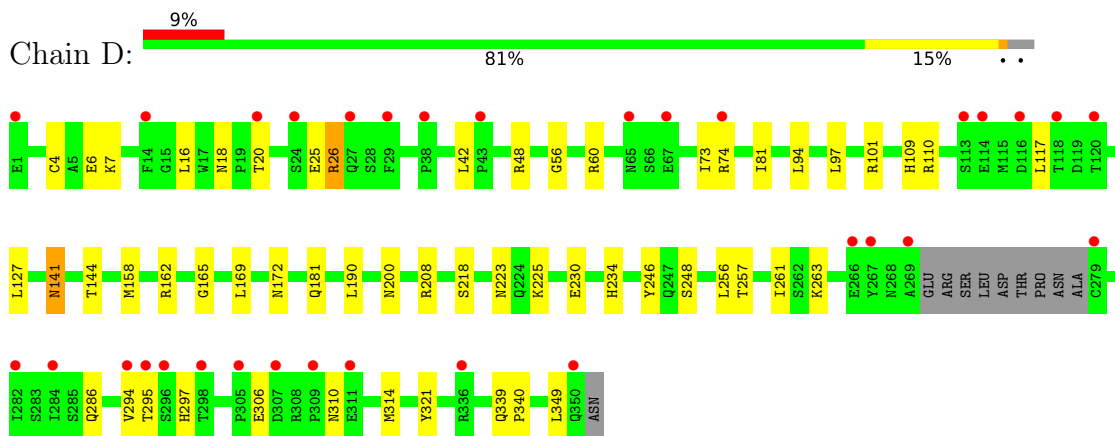 9%
Chain D:
81% 15% • •
E1 F14 G15 L16 W17 N18 P19 T20 S24 E25 R26 Q27 S28 F29 P38 L42 P43 R48 G56 R60 N65 S66 E67 I73 R74 I81 L94 L97 R101 H109 R110 S113 E114 M115 D116 L117 T118 D119 T120
C4 A5 E6 K7
L127 N141 T144 M158 R162 G165 L169 N172 Q181 L190 N200 R208 S218 N223 Q224 K225 E230 H234 Y246 Q247 S248 L256 T257 I261 S262 K263 E266 Y267 N268 A269 GLU ARG SER LEU ASP THR PRO ASN ALA C279
I282 S283 I284 S285 Q286 V294 T295 S296 H297 T298 P305 E306 D307 R308 P309 N310 E311 M314 Y321 R336 Q339 P340 L349 Q350 ASN